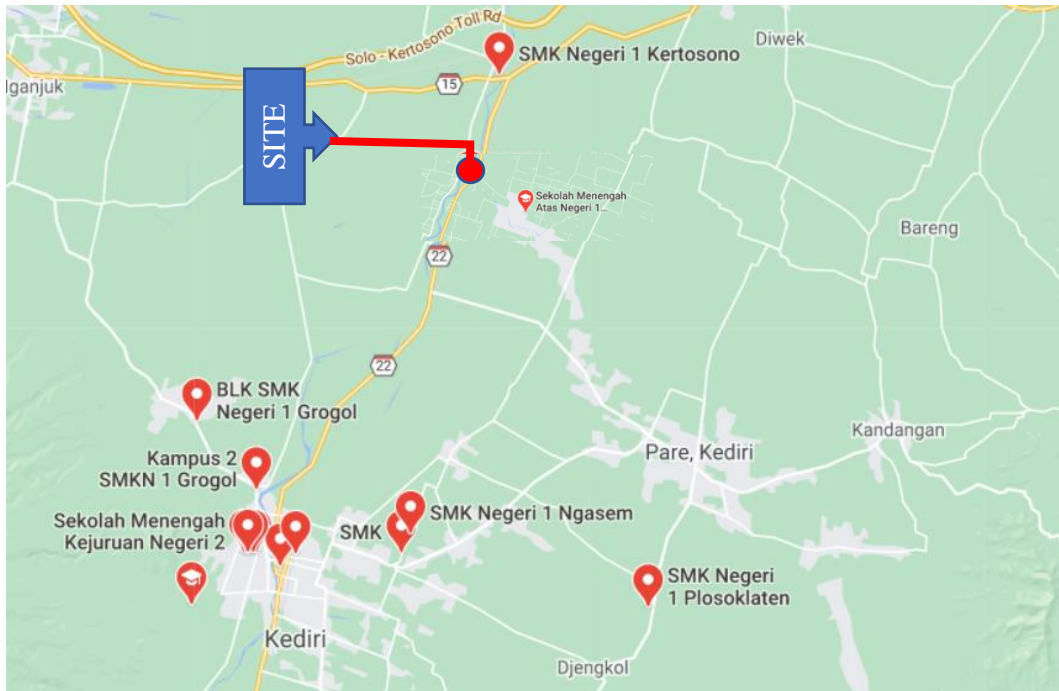 Solo - Kertosono Toll Rd
SMK Negeri 1 Kertosono
Diwek
15
nganjuk
SITE
Sekolah Menengah
Atas Negeri 1...
Bareng
22
22
BLK SMK
Negeri 1 Grogol
Kandangan
Pare, Kediri
Kampus 2
SMKN 1 Grogol
SMK Negeri 1 Ngasem
Sekolah Menengah
Kejuruan Negeri 2
SMK
SMK Negeri
1 Plosoklaten
Kediri
Djengkol